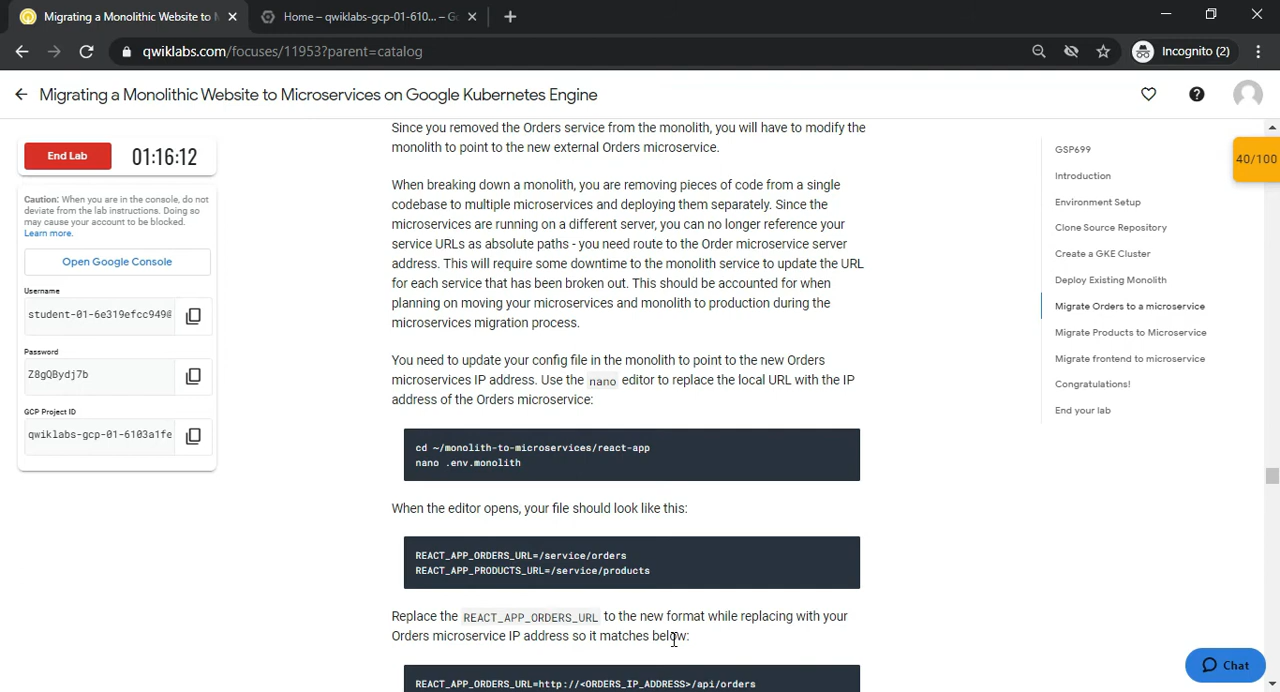 Migrating a Monolithic Website to M
Home – qwiklabs-gcp-01-610... – Go
qwiklabs.com/focuses/11953?parent=catalog
Incognito (2)
Migrating a Monolithic Website to Microservices on Google Kubernetes Engine
End Lab
01:16:12
Caution: When you are in the console, do not
deviate from the lab instructions. Doing so
may cause your account to be blocked.
Learn more.
Open Google Console
Username
student-01-6e319efcc949@
Password
Z8gQBydj7b
GCP Project ID
qwiklabs-gcp-01-6103a1fe
Since you removed the Orders service from the monolith, you will have to modify the
monolith to point to the new external Orders microservice.
When breaking down a monolith, you are removing pieces of code from a single
codebase to multiple microservices and deploying them separately. Since the
microservices are running on a different server, you can no longer reference your
service URLs as absolute paths - you need route to the Order microservice server
address. This will require some downtime to the monolith service to update the URL
for each service that has been broken out. This should be accounted for when
planning on moving your microservices and monolith to production during the
microservices migration process.
You need to update your config file in the monolith to point to the new Orders
microservices IP address. Use the nano editor to replace the local URL with the IP
address of the Orders microservice:
cd ~/monolith-to-microservices/react-app
nano .env.monolith
When the editor opens, your file should look like this:
REACT_APP_ORDERS_URL=/service/orders
REACT_APP_PRODUCTS_URL=/service/products
Replace the REACT_APP_ORDERS_URL to the new format while replacing with your
Orders microservice IP address so it matches below:
REACT_APP_ORDERS_URL=http://<ORDERS_IP_ADDRESS>/api/orders
GSP699
Introduction
Environment Setup
Clone Source Repository
Create a GKE Cluster
Deploy Existing Monolith
Migrate Orders to a microservice
Migrate Products to Microservice
Migrate frontend to microservice
Congratulations!
End your lab
40/100
Chat